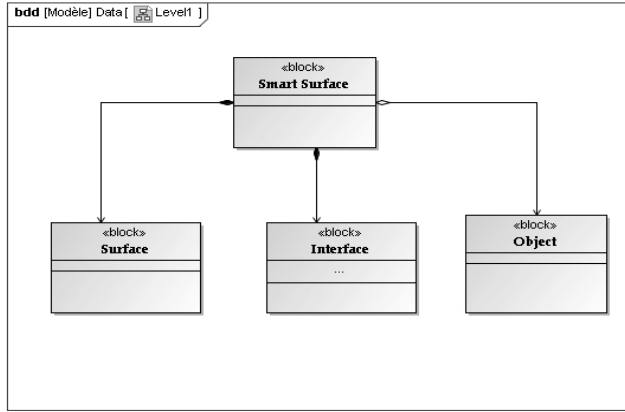 bdd [Modèle] Data [ Level1 ]
«block»
Smart Surface
«block»
Surface
«block»
Interface
...
«block»
Object